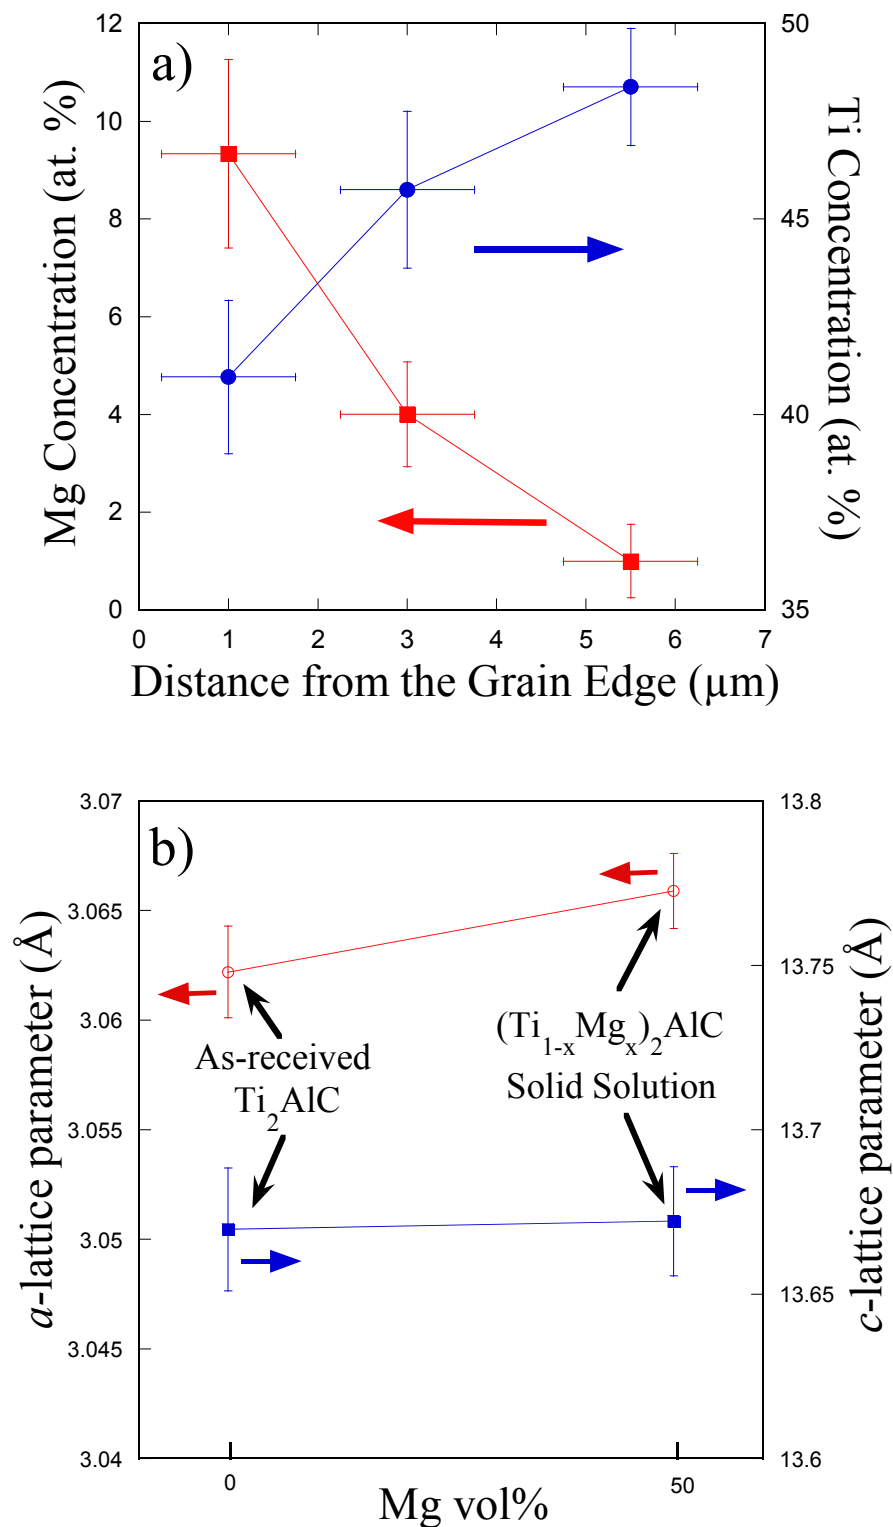 a)
12
10
8
6
4
2
0
Mg Concentration (at. %)
50
45
40
35
Ti Concentration (at. %)
0 1 2 3 4 5 6 7
Distance from the Grain Edge (µm)
b)
3.07
3.065
3.06
3.055
3.05
3.045
3.04
a-lattice parameter (Å)
As-received
Ti₂AlC
(Ti₁₋ₓMgₓ)₂AlC
Solid Solution
13.8
13.75
13.7
13.65
13.6
c-lattice parameter (Å)
0 50
Mg vol%